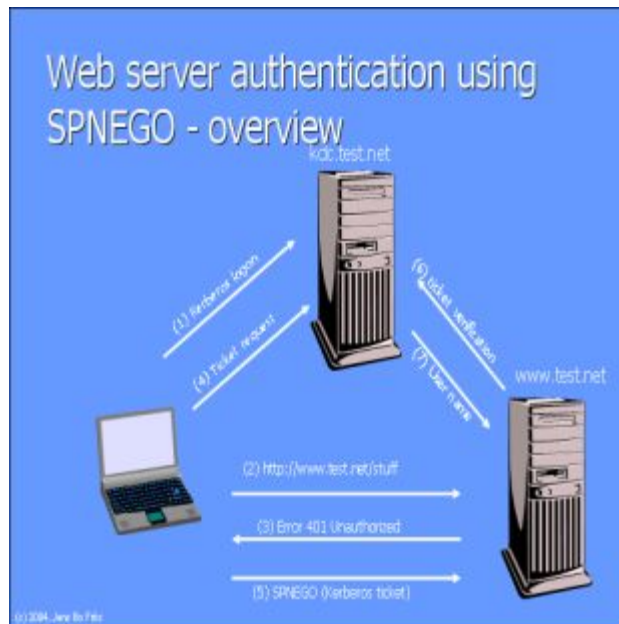 Web server authentication using
SPNEGO - overview
kdc.test.net
(1) Kerberos logon
(4) Ticket request
(6) ticket verification
(7) User name
www.test.net
(2) http://www.test.net/stuff
(3) Error 401 Unauthorized
(5) SPNEGO (Kerberos ticket)
(c) 2004,